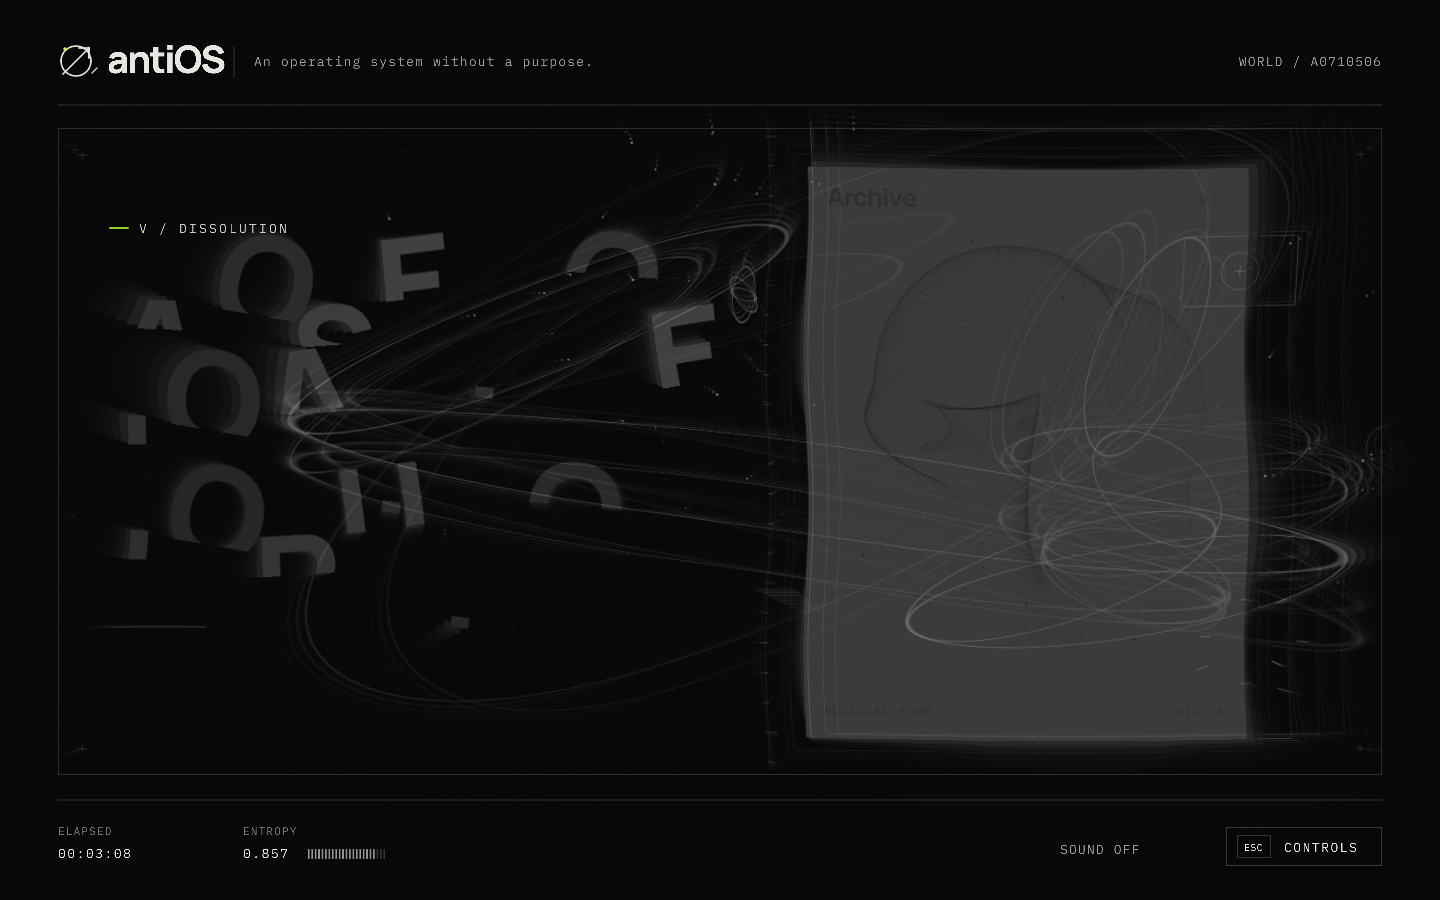 antiOS
An operating system without a purpose.
WORLD / A0710506
V / DISSOLUTION
Archive
01
RESIDUAL FORM
FIG. A
ELAPSED
00:03:08
ENTROPY
0.857
SOUND OFF
ESC
CONTROLS